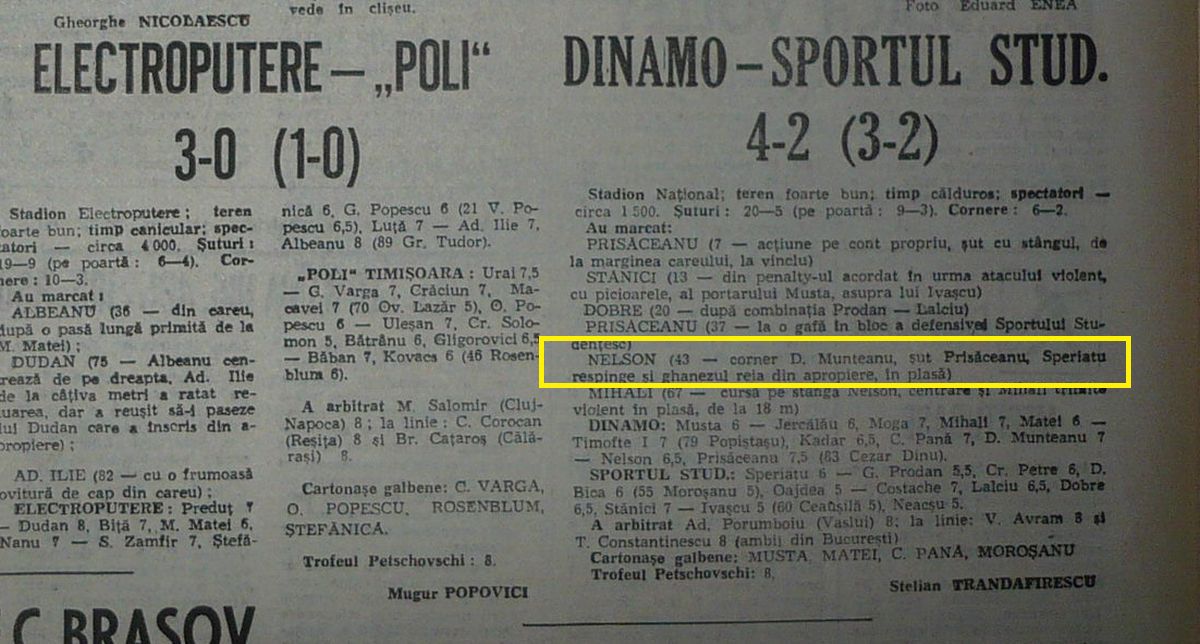 Gheorghe NICOLAESCU
vede în clișeu.
Foto Eduard ENEA
ELECTROPUTERE — „POLI“
3-0 (1-0)
Stadion Electroputere; teren
foarte bun; timp canicular; spec-
tatori — circa 4 000. Șuturi:
19—9 (pe poartă: 6—4). Cor-
nere: 10—3.
Au marcat:
ALBEANU (36 — din careu,
după o pasă lungă primită de la
M. Matei);
DUDAN (75 — Albeanu cen-
trează de pe dreapta, Ad. Ilie
de la câțiva metri a ratat re-
luarea, dar a reușit să-i paseze
lui Dudan care a înscris din a-
propiere);
AD. ILIE (82 — cu o frumoasă
lovitură de cap din careu);
ELECTROPUTERE: Preduț 7
— Dudan 8, Biță 7, M. Matei 6,
Nanu 7 — S. Zamfir 7, Ștefă-
nică 6, G. Popescu 6 (21 V. Po-
pescu 6,5), Luță 7 — Ad. Ilie 7,
Albeanu 8 (89 Gr. Tudor).
„POLI“ TIMIȘOARA: Urai 7,5
— G. Varga 7, Crăciun 7, Ma-
cavei 7 (70 Ov. Lazăr 5), O. Po-
pescu 6 — Uleșan 7, Cr. Solo-
mon 5, Bătrânu 6, Gligorovici 6,5
— Băban 7, Kovacs 6 (46 Rosen-
blum 6).
A arbitrat M. Salomir (Cluj-
Napoca) 8; la linie: C. Corocan
(Reșița) 8 și Br. Cataroș (Călă-
rași) 8.
Cartonașe galbene: C. VARGA,
O. POPESCU, ROSENBLUM,
ȘTEFĂNICĂ.
Trofeul Petschovschi: 8.
Mugur POPOVICI
DINAMO – SPORTUL STUD.
4-2 (3-2)
Stadion Național; teren foarte bun; timp călduros; spectatori —
circa 1 500. Șuturi: 20—5 (pe poartă: 9—3). Cornere: 6—2.
Au marcat:
PRISĂCEANU (7 — acțiune pe cont propriu, șut cu stângul, de
la marginea careului, la vinclu)
STĂNICI (13 — din penalty-ul acordat în urma atacului violent,
cu picioarele, al portarului Musta, asupra lui Ivașcu)
DOBRE (20 — după combinația Prodan — Lalciu)
PRISĂCEANU (37 — la o gafă în bloc a defensivei Sportului Stu-
dențesc)
NELSON (43 — corner D. Munteanu, șut Prisăceanu, Speriatu
respinge și ghanezul reia din apropiere, în plasă)
MIHALI (67 — cursă pe stânga Nelson, centrare și Mihali trimite
violent în plasă, de la 18 m)
DINAMO: Musta 6 — Jercălău 6, Moga 7, Mihali 7, Matei 6 —
Timofte I 7 (79 Popistașu), Kadar 6,5, C. Pană 7, D. Munteanu 7
— Nelson 6,5, Prisăceanu 7,5 (83 Cezar Dinu).
SPORTUL STUD.: Speriatu 6 — G. Prodan 5,5, Cr. Petre 6, D.
Bica 6 (55 Moroșanu 5), Oajdea 5 — Costache 7, Lalciu 6,5, Dobre
6,5, Stănici 7 — Ivașcu 5 (60 Ceaușilă 5), Neacșu 5.
A arbitrat Ad. Porumboiu (Vaslui) 8; la linie: V. Avram 8 și
T. Constantinescu 8 (ambii din București)
Cartonașe galbene: MUSTA, MATEI, C. PANĂ, MOROȘANU
Trofeul Petschovschi: 8.
Stelian TRANDAFIRESCU
C BRAȘOV